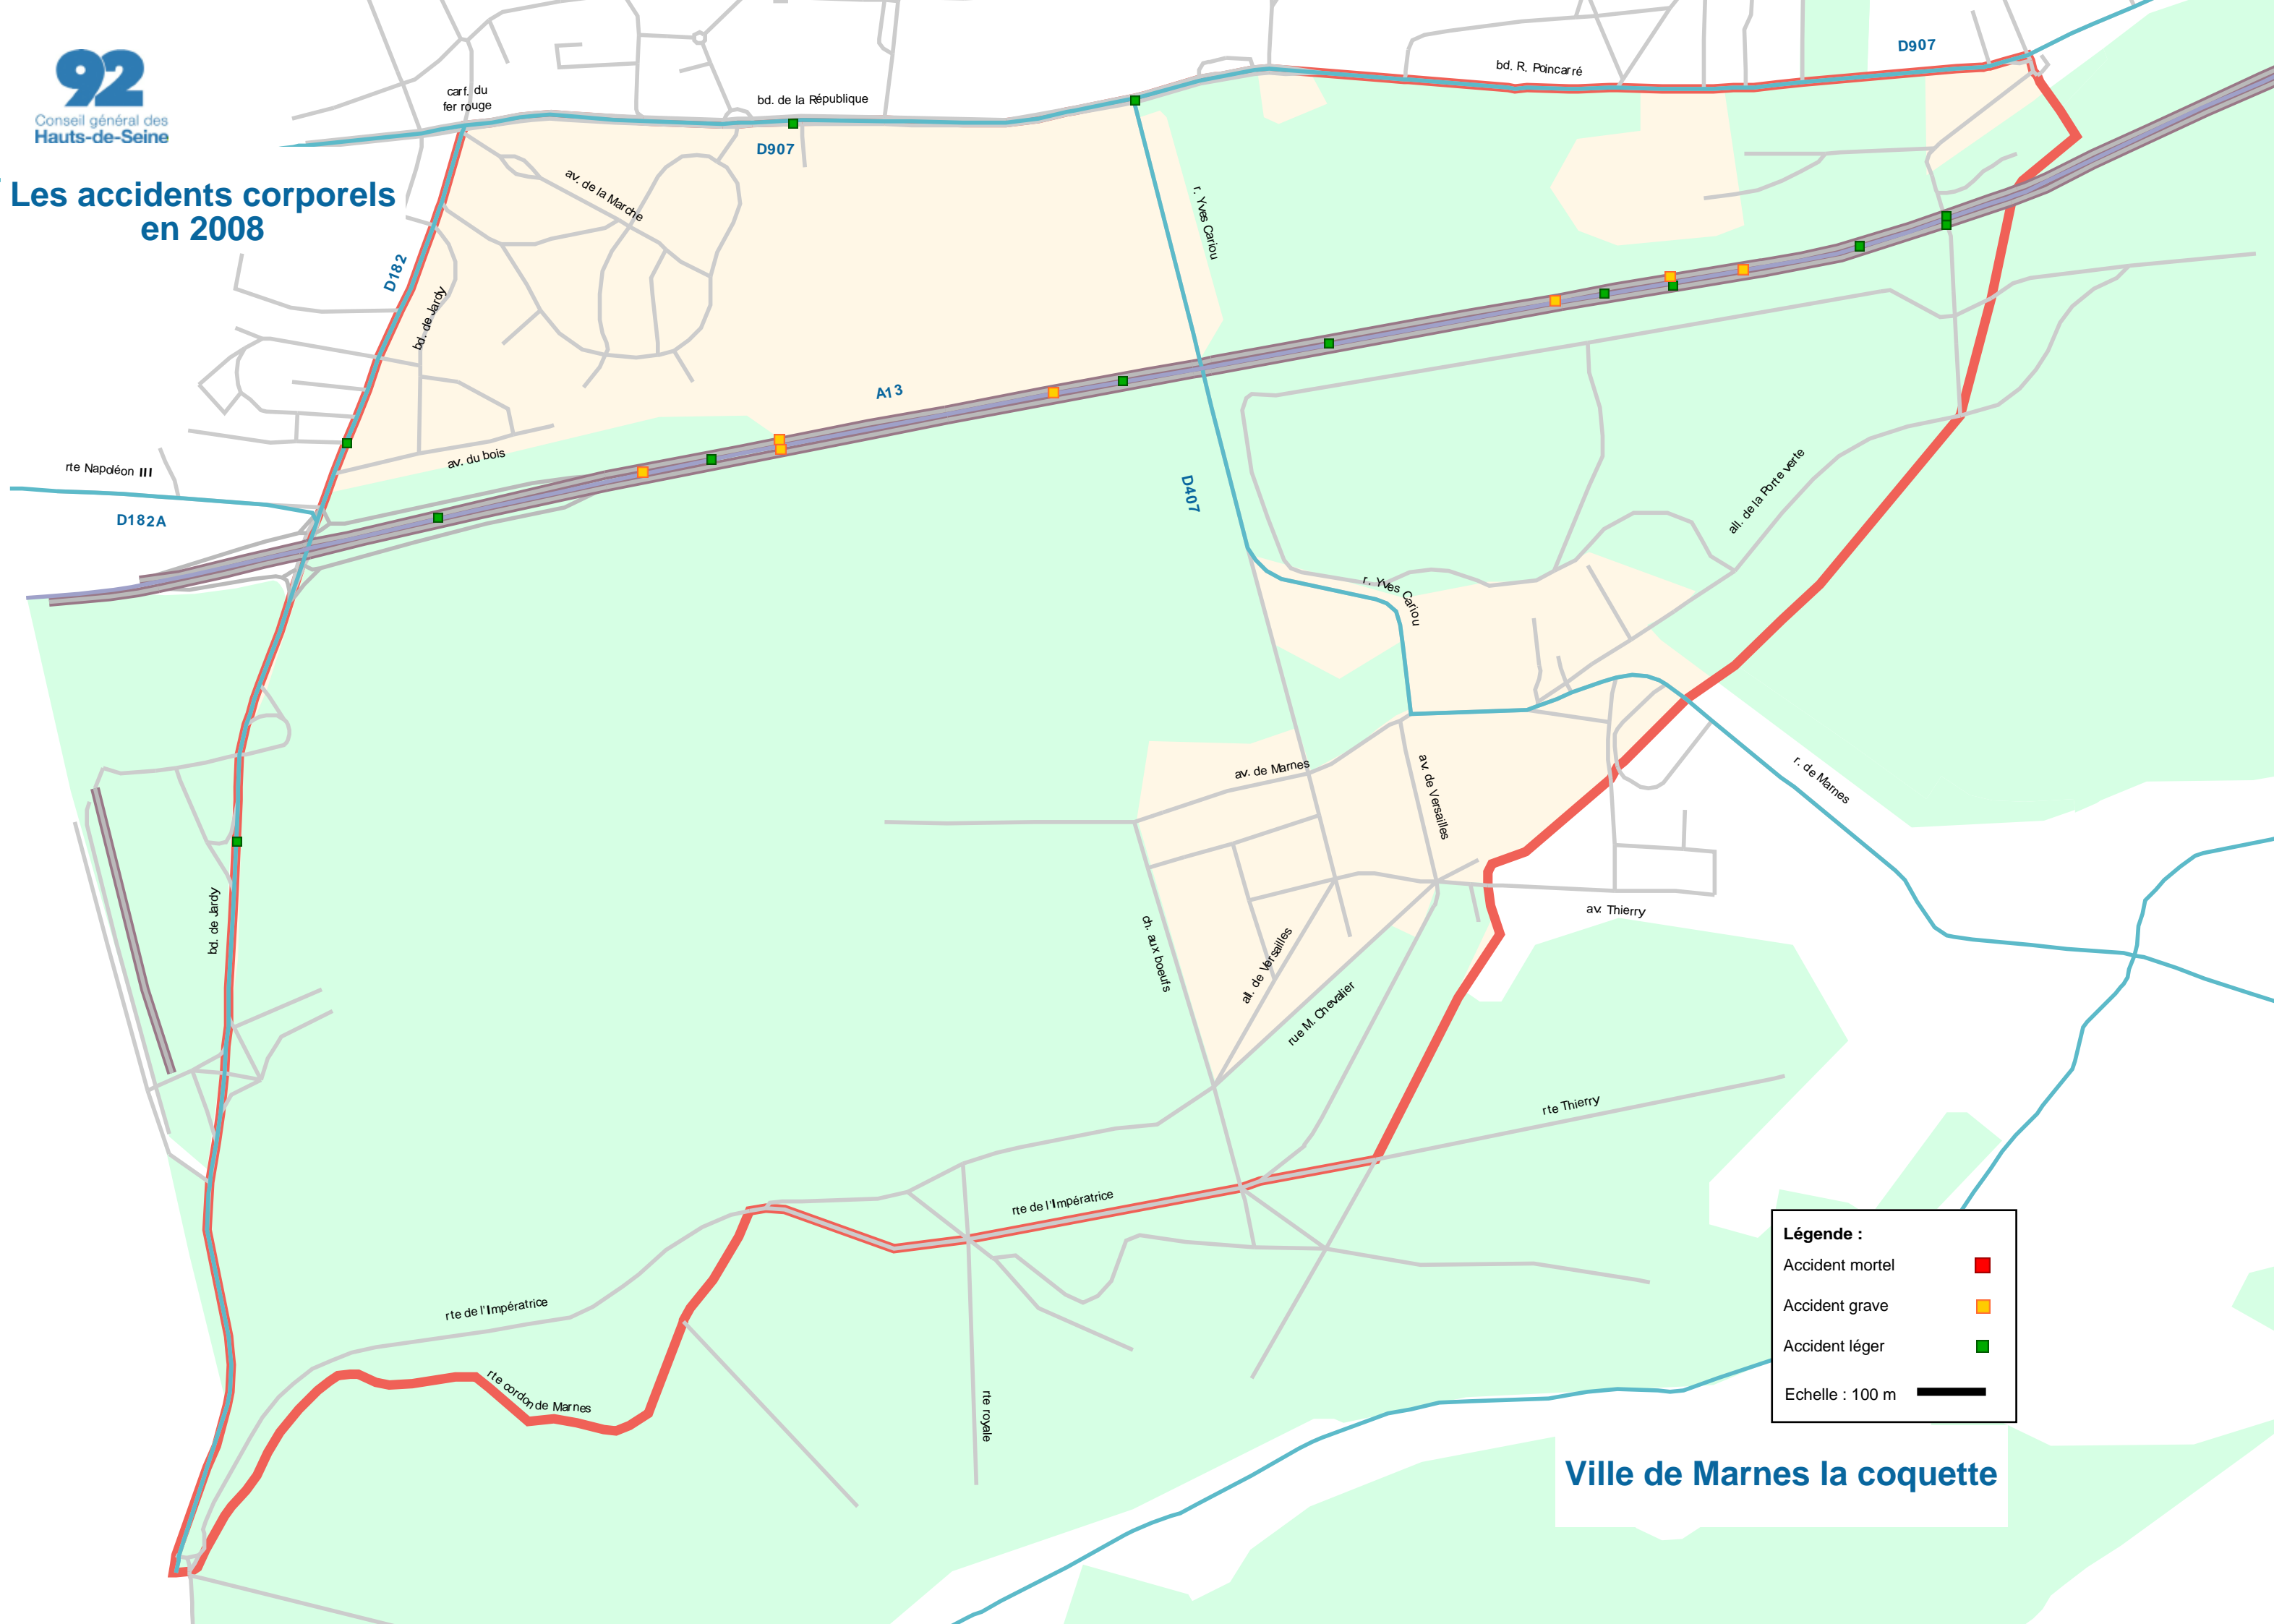 92
Conseil général des
Hauts-de-Seine
Les accidents corporels
en 2008
carf. du
fer rouge
bd. de la République
D907
bd. R. Poincarré
D907
av. de la Marche
r. Yves Cariou
D182
bd. de Jardy
A13
av. du bois
rte Napoléon III
D182A
D407
all. de la Porte verte
r. Yves Cariou
av. de Marnes
av. de Versailles
r. de Marnes
bd. de Jardy
av. Thierry
ch. aux boeufs
all. de Versailles
rue M. Chevalier
rte Thierry
rte de l'Impératrice
rte de l'Impératrice
rte cordon de Marnes
rte royale
Légende :
Accident mortel
Accident grave
Accident léger
Echelle : 100 m
Ville de Marnes la coquette